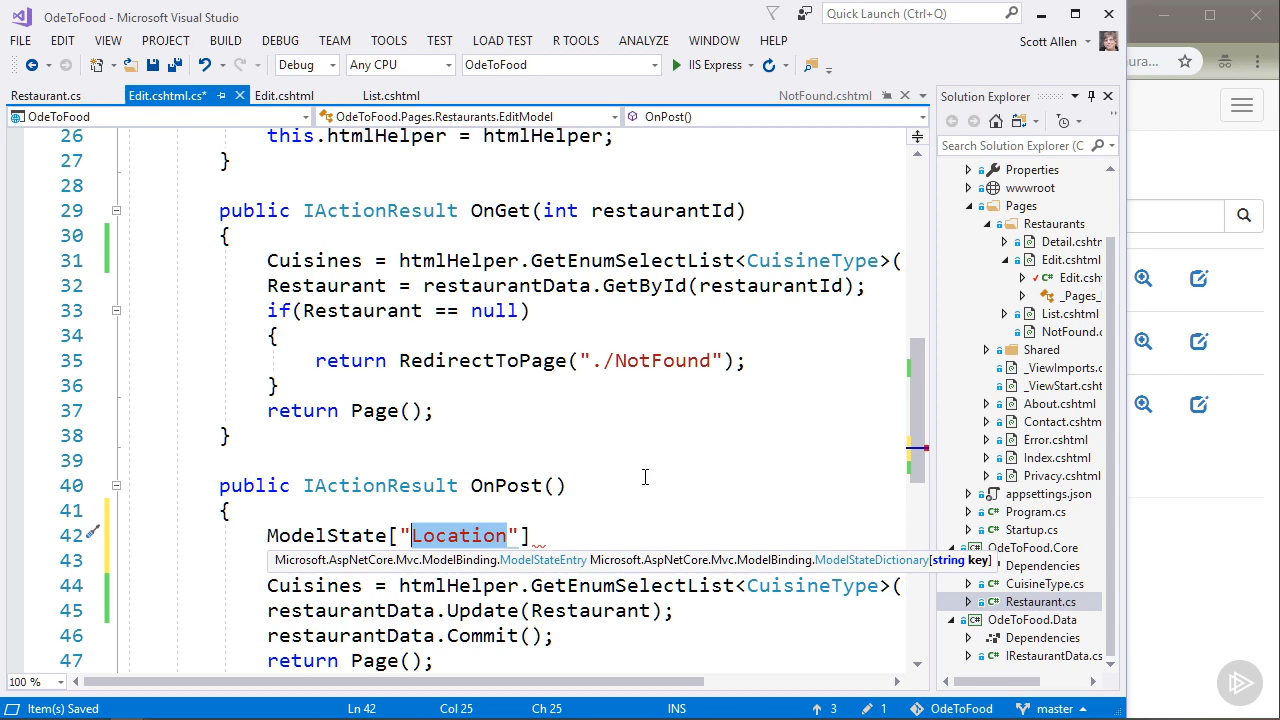 OdeToFood - Microsoft Visual Studio
Quick Launch (Ctrl+Q)
FILE EDIT VIEW PROJECT BUILD DEBUG TEAM TOOLS TEST LOAD TEST R TOOLS ANALYZE WINDOW HELP
Scott Allen
Debug Any CPU OdeToFood IIS Express
Restaurant.cs Edit.cshtml.cs* Edit.cshtml List.cshtml NotFound.cshtml
OdeToFood OdeToFood.Pages.Restaurants.EditModel OnPost()
26 this.htmlHelper = htmlHelper;
27 }
28
29 public IActionResult OnGet(int restaurantId)
30 {
31 Cuisines = htmlHelper.GetEnumSelectList<CuisineType>(
32 Restaurant = restaurantData.GetById(restaurantId);
33 if(Restaurant == null)
34 {
35 return RedirectToPage("./NotFound");
36 }
37 return Page();
38 }
39
40 public IActionResult OnPost()
41 {
42 ModelState["Location"]
43 Microsoft.AspNetCore.Mvc.ModelBinding.ModelStateEntry Microsoft.AspNetCore.Mvc.ModelBinding.ModelStateDictionary[string key]
44 Cuisines = htmlHelper.GetEnumSelectList<CuisineType>(
45 restaurantData.Update(Restaurant);
46 restaurantData.Commit();
47 return Page();
100 %
Solution Explorer
Search Solution Explorer (C
Properties
wwwroot
Pages
Restaurants
Detail.cshtn
Edit.cshtml
Edit.csh
_Pages_
List.cshtml
NotFound.c
Shared
_ViewImports.
_ViewStart.csht
About.cshtml
Contact.cshtm
Error.cshtml
Index.cshtml
Privacy.cshtml
appsettings.json
Program.cs
Startup.cs
OdeToFood.Core
Dependencies
CuisineType.cs
Restaurant.cs
OdeToFood.Data
Dependencies
IRestaurantData.cs
Item(s) Saved Ln 42 Col 25 Ch 25 INS 3 1 OdeToFood master
ura...